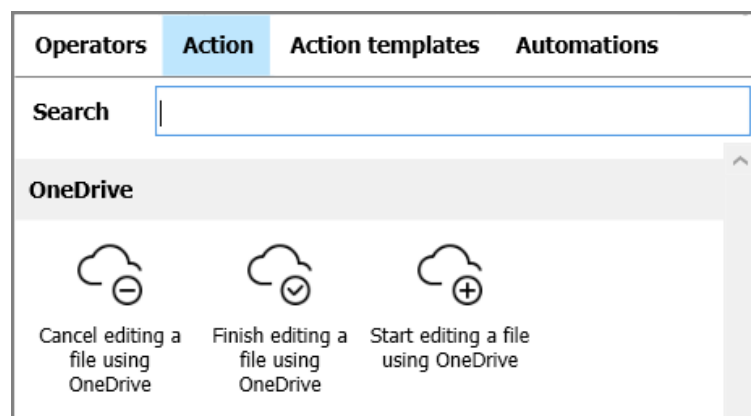 Operators Action Action templates Automations
Search
OneDrive
Cancel editing a
file using
OneDrive
Finish editing a
file using
OneDrive
Start editing a file
using OneDrive